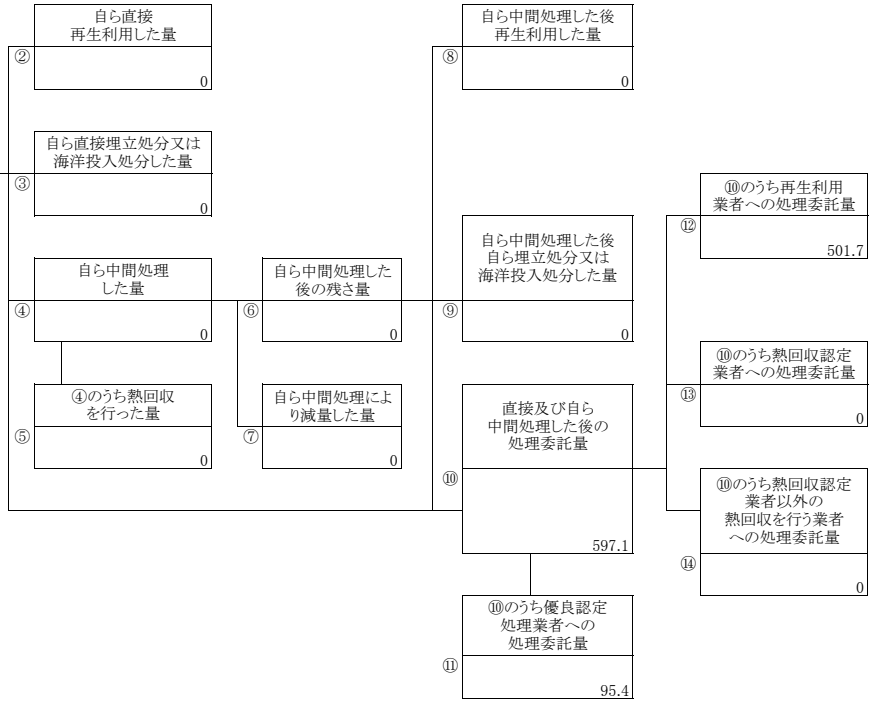 自ら直接
再生利用した量
②
0
自ら直接埋立処分又は
海洋投入処分した量
③
0
自ら中間処理
した量
④
0
④のうち熱回収
を行った量
⑤
0
自ら中間処理した
後の残さ量
⑥
0
自ら中間処理によ
り減量した量
⑦
0
自ら中間処理した後
再生利用した量
⑧
0
自ら中間処理した後
自ら埋立処分又は
海洋投入処分した量
⑨
0
直接及び自ら
中間処理した後の
処理委託量
⑩
597.1
⑩のうち優良認定
処理業者への
処理委託量
⑪
95.4
⑩のうち再生利用
業者への処理委託量
⑫
501.7
⑩のうち熱回収認定
業者への処理委託量
⑬
0
⑩のうち熱回収認定
業者以外の
熱回収を行う業者
への処理委託量
⑭
0